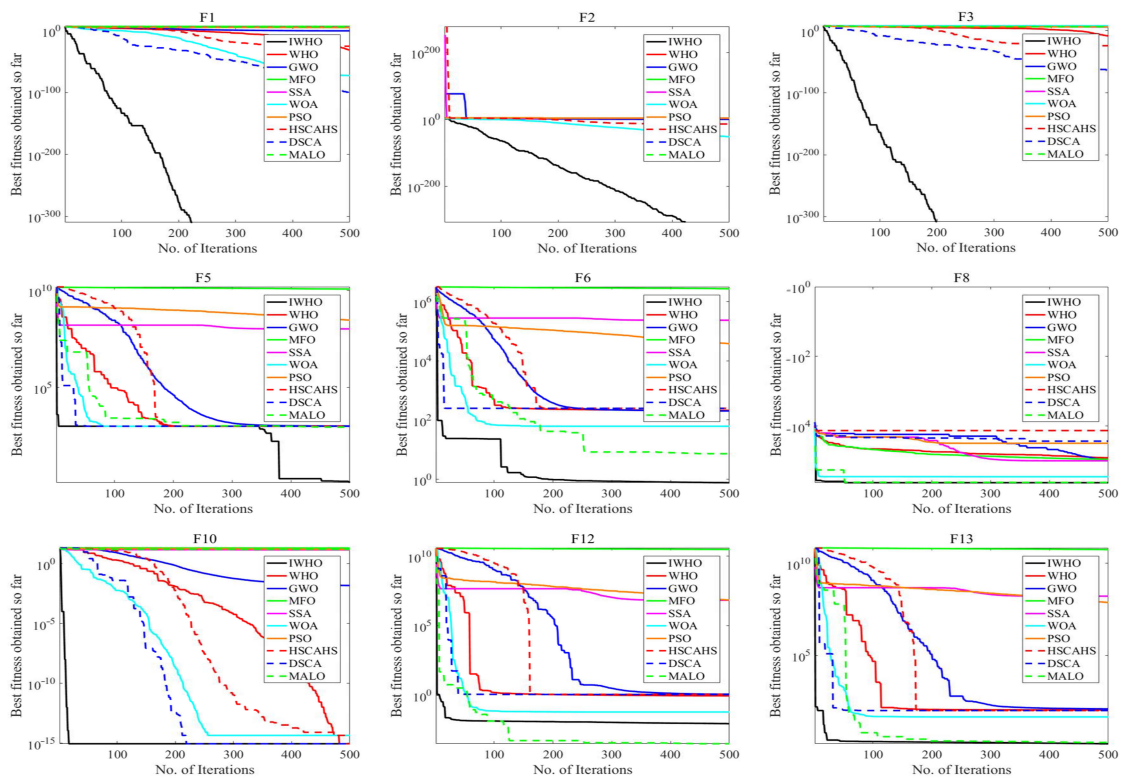 F1
Best fitness obtained so far
10^0
10^-100
10^-200
10^-300
100
200
300
400
500
No. of Iterations
IWHO
WHO
GWO
MFO
SSA
WOA
PSO
HSCAHS
DSCA
MALO
F2
Best fitness obtained so far
10^200
10^0
10^-200
100
200
300
400
500
No. of Iterations
IWHO
WHO
GWO
MFO
SSA
WOA
PSO
HSCAHS
DSCA
MALO
F3
Best fitness obtained so far
10^0
10^-100
10^-200
10^-300
100
200
300
400
500
No. of Iterations
IWHO
WHO
GWO
MFO
SSA
WOA
PSO
HSCAHS
DSCA
MALO
F5
Best fitness obtained so far
10^10
10^5
100
200
300
400
500
No. of Iterations
IWHO
WHO
GWO
MFO
SSA
WOA
PSO
HSCAHS
DSCA
MALO
F6
Best fitness obtained so far
10^6
10^4
10^2
10^0
100
200
300
400
500
No. of Iterations
IWHO
WHO
GWO
MFO
SSA
WOA
PSO
HSCAHS
DSCA
MALO
F8
Best fitness obtained so far
-10^0
-10^2
-10^4
100
200
300
400
500
No. of Iterations
IWHO
WHO
GWO
MFO
SSA
WOA
PSO
HSCAHS
DSCA
MALO
F10
Best fitness obtained so far
10^0
10^-5
10^-10
10^-15
100
200
300
400
500
No. of Iterations
IWHO
WHO
GWO
MFO
SSA
WOA
PSO
HSCAHS
DSCA
MALO
F12
Best fitness obtained so far
10^10
10^5
10^0
100
200
300
400
500
No. of Iterations
IWHO
WHO
GWO
MFO
SSA
WOA
PSO
HSCAHS
DSCA
MALO
F13
Best fitness obtained so far
10^10
10^5
100
200
300
400
500
No. of Iterations
IWHO
WHO
GWO
MFO
SSA
WOA
PSO
HSCAHS
DSCA
MALO